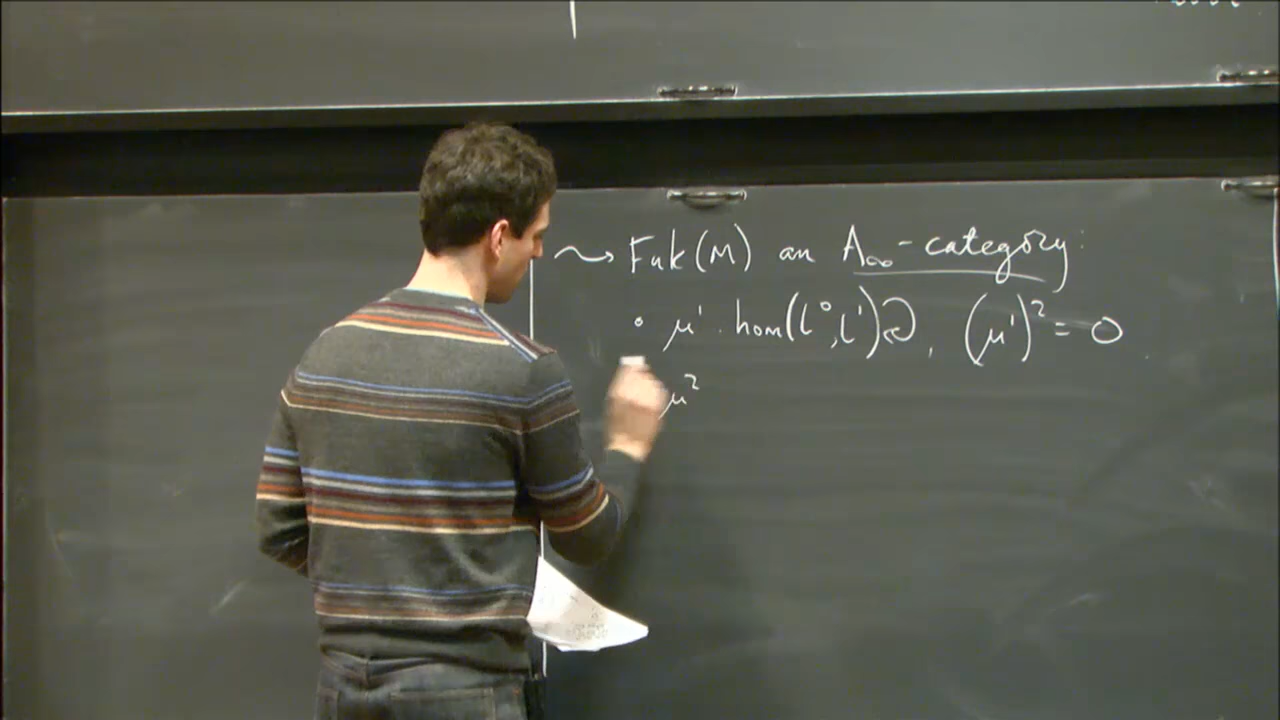 ⇝ Fuk(M) an A∞-category:
• μ¹ : hom(L⁰,L¹)↩, (μ¹)² = 0
μ²